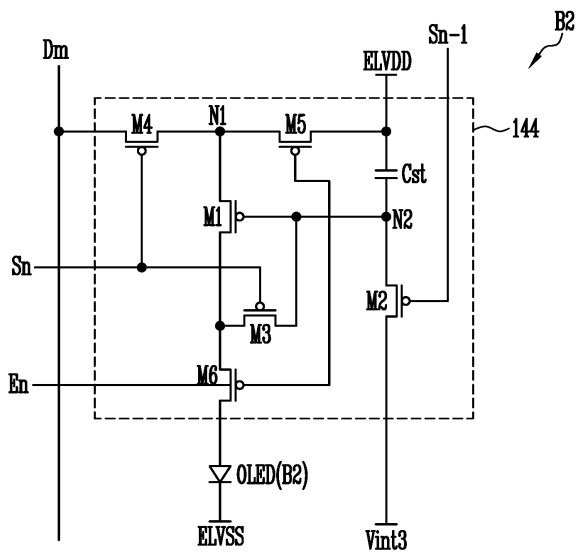 B2
Sn-1
Dm
ELVDD
M4
N1
M5
144
Cst
M1
N2
Sn
M2
M3
M6
En
OLED(B2)
ELVSS
Vint3